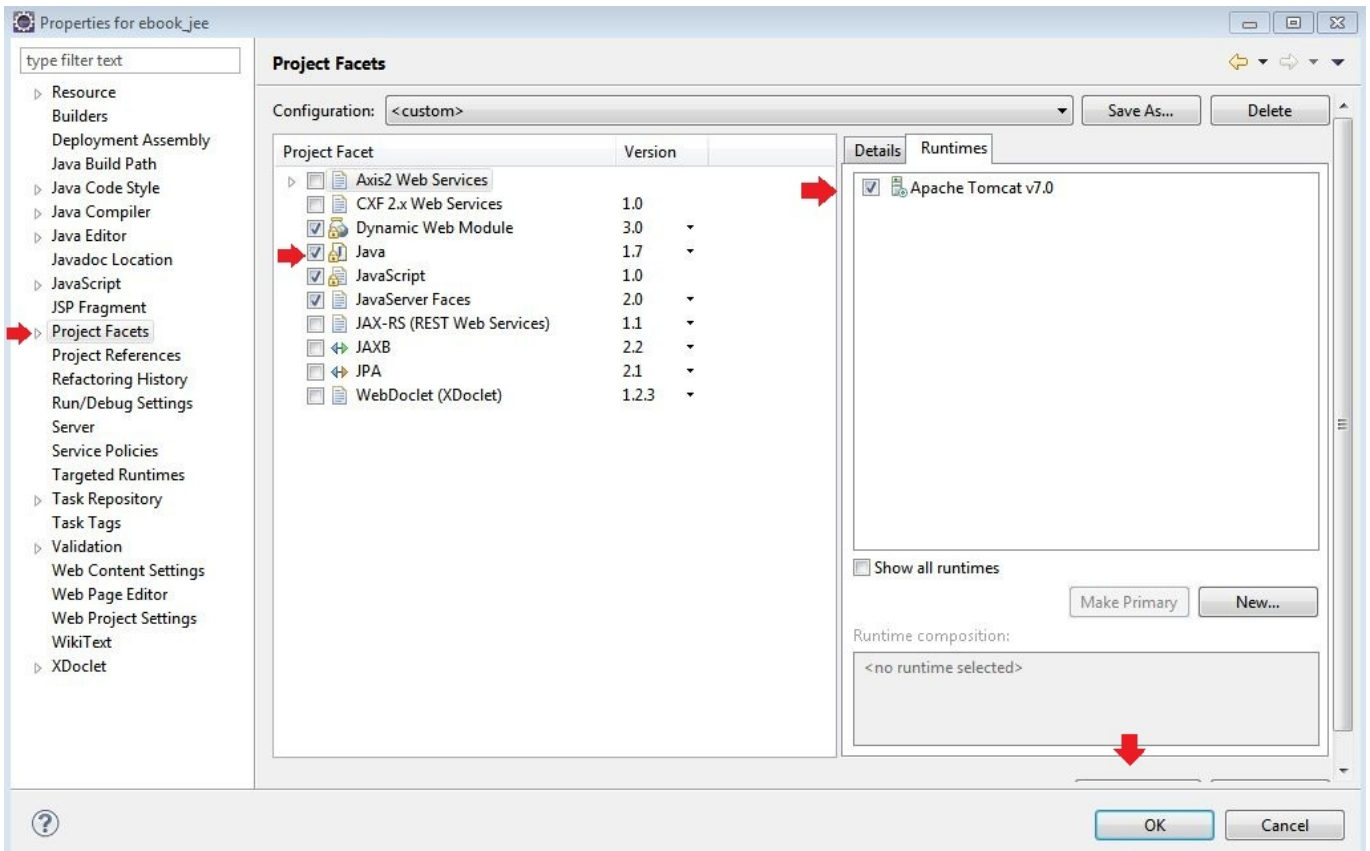 Properties for ebook_jee
type filter text
Resource
Builders
Deployment Assembly
Java Build Path
Java Code Style
Java Compiler
Java Editor
Javadoc Location
JavaScript
JSP Fragment
Project Facets
Project References
Refactoring History
Run/Debug Settings
Server
Service Policies
Targeted Runtimes
Task Repository
Task Tags
Validation
Web Content Settings
Web Page Editor
Web Project Settings
WikiText
XDoclet
Project Facets
Configuration: <custom> Save As... Delete
Project Facet Version
Axis2 Web Services
CXF 2.x Web Services 1.0
Dynamic Web Module 3.0
Java 1.7
JavaScript 1.0
JavaServer Faces 2.0
JAX-RS (REST Web Services) 1.1
JAXB 2.2
JPA 2.1
WebDoclet (XDoclet) 1.2.3
Details Runtimes
Apache Tomcat v7.0
Show all runtimes
Make Primary New...
Runtime composition:
<no runtime selected>
OK Cancel